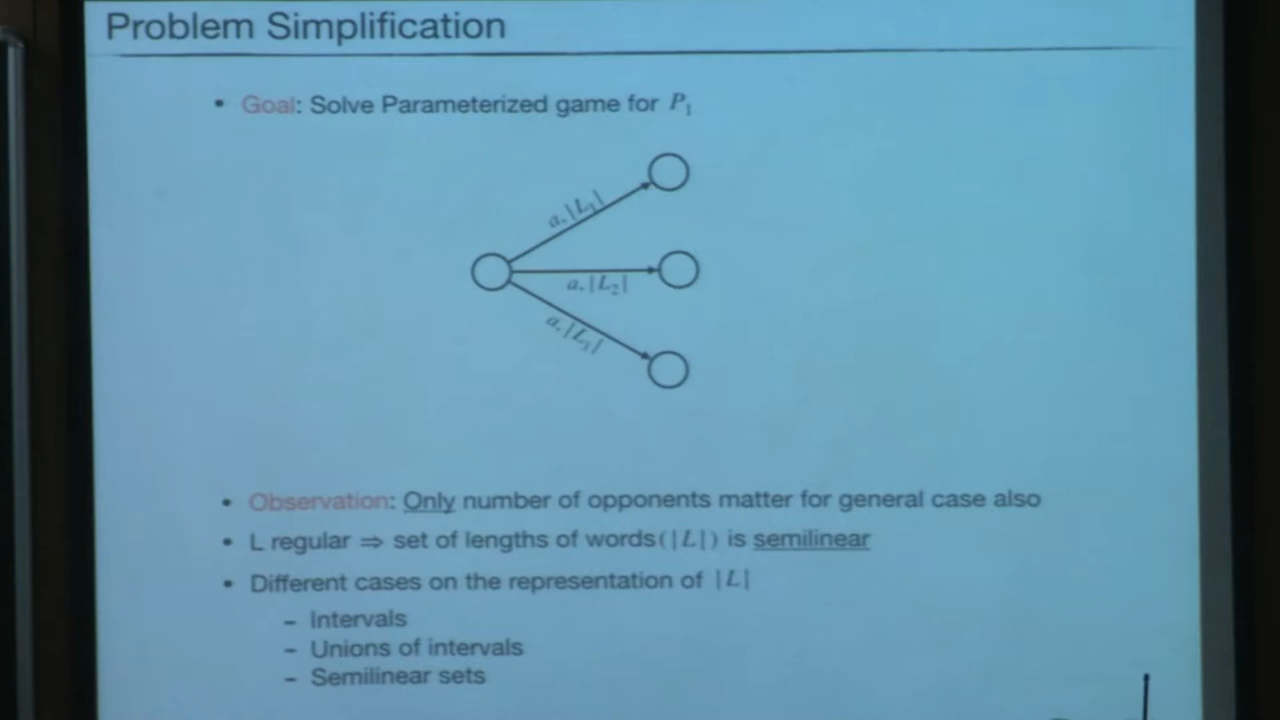 Problem Simplification
• Goal: Solve Parameterized game for P₁
a,|L₁|
a,|L₂|
a,|L₃|
• Observation: Only number of opponents matter for general case also
• L regular ⇒ set of lengths of words(|L|) is semilinear
• Different cases on the representation of |L|
– Intervals
– Unions of intervals
– Semilinear sets